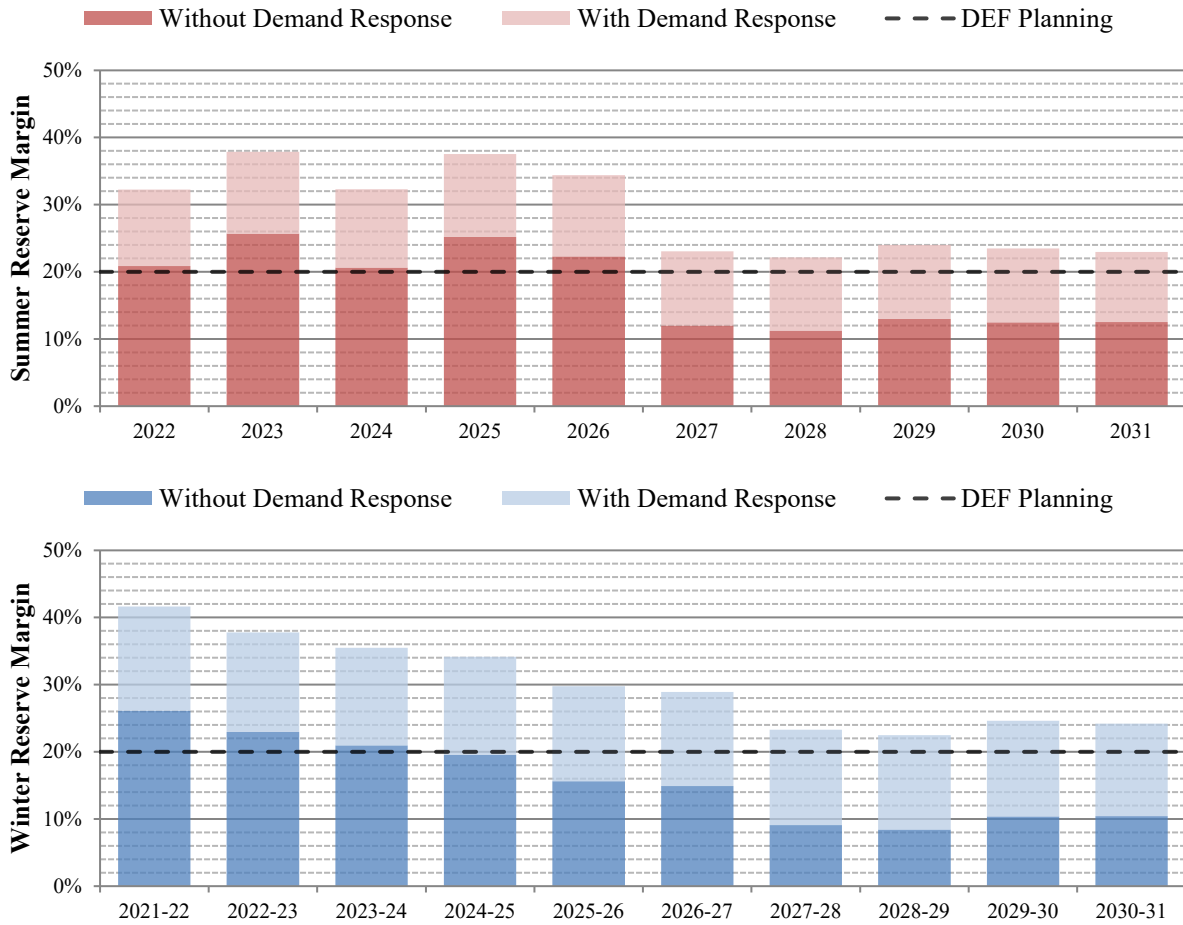 Without Demand Response With Demand Response DEF Planning
Summer Reserve Margin
50%
40%
30%
20%
10%
0%
2022 2023 2024 2025 2026 2027 2028 2029 2030 2031
Without Demand Response With Demand Response DEF Planning
Winter Reserve Margin
50%
40%
30%
20%
10%
0%
2021-22 2022-23 2023-24 2024-25 2025-26 2026-27 2027-28 2028-29 2029-30 2030-31